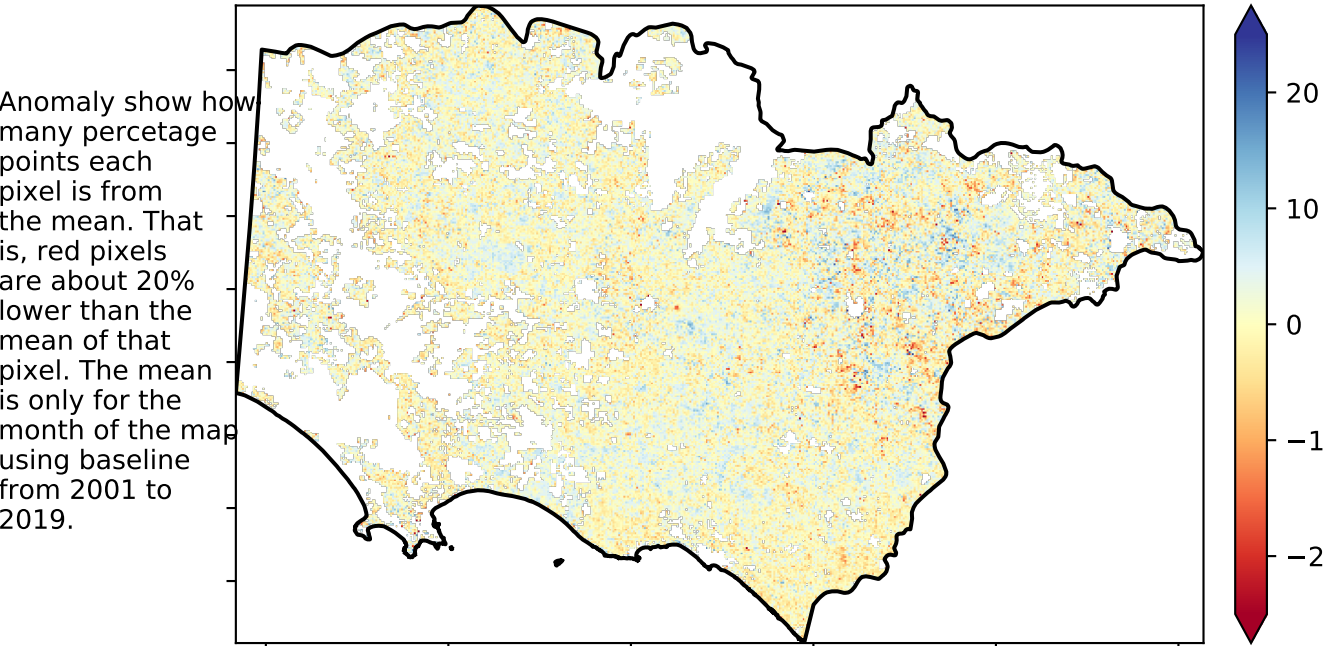 Anomaly show how
many percetage
points each
pixel is from
the mean. That
is, red pixels
are about 20%
lower than the
mean of that
pixel. The mean
is only for the
month of the map
using baseline
from 2001 to
2019.
20
10
0
−1
−2